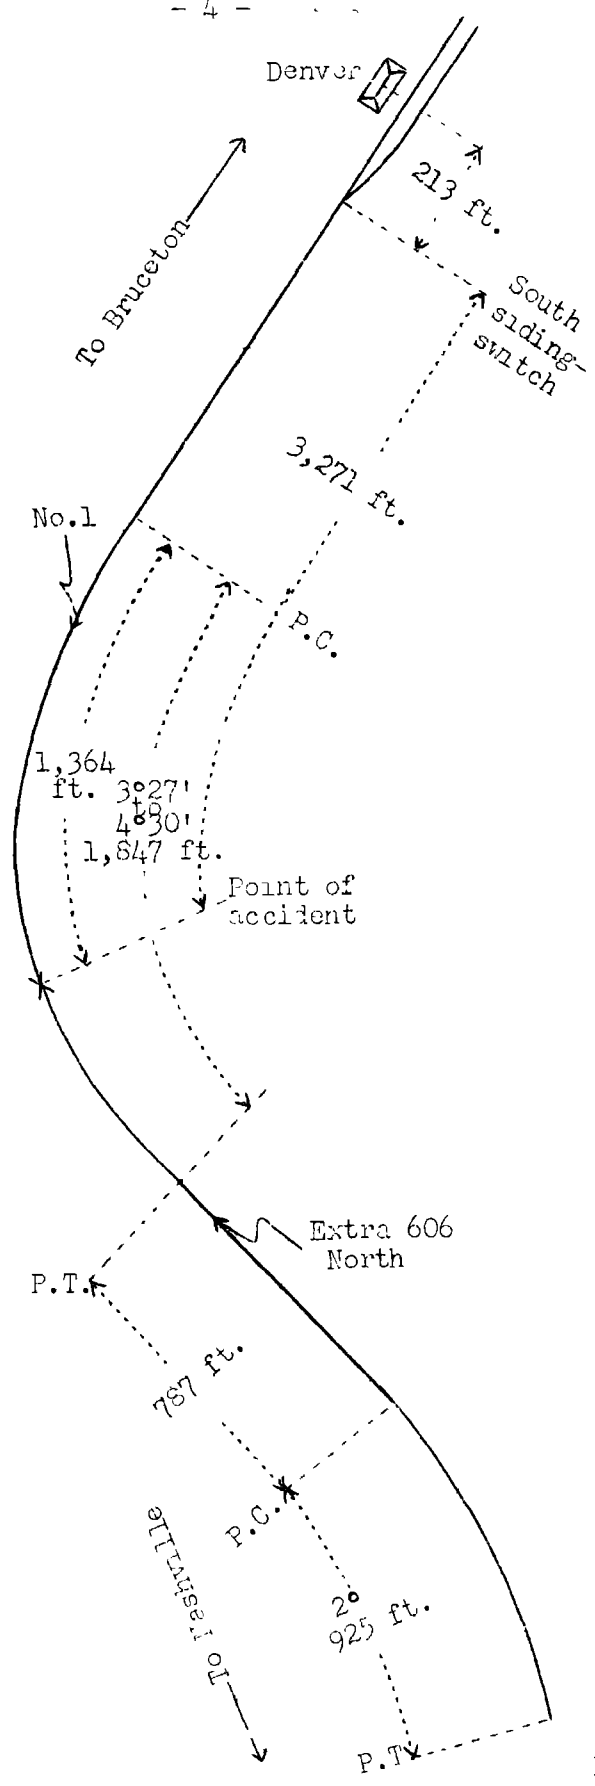 - 4 -
Denver
213 ft.
To Bruceton
South
siding-
switch
3,271 ft.
No.1
P.C.
1,364
ft.
3°27'
to
4°30'
1,847 ft.
Point of
accident
Extra 606
North
P.T.
787 ft.
P.C.
To Nashville
2°
925 ft.
P.T